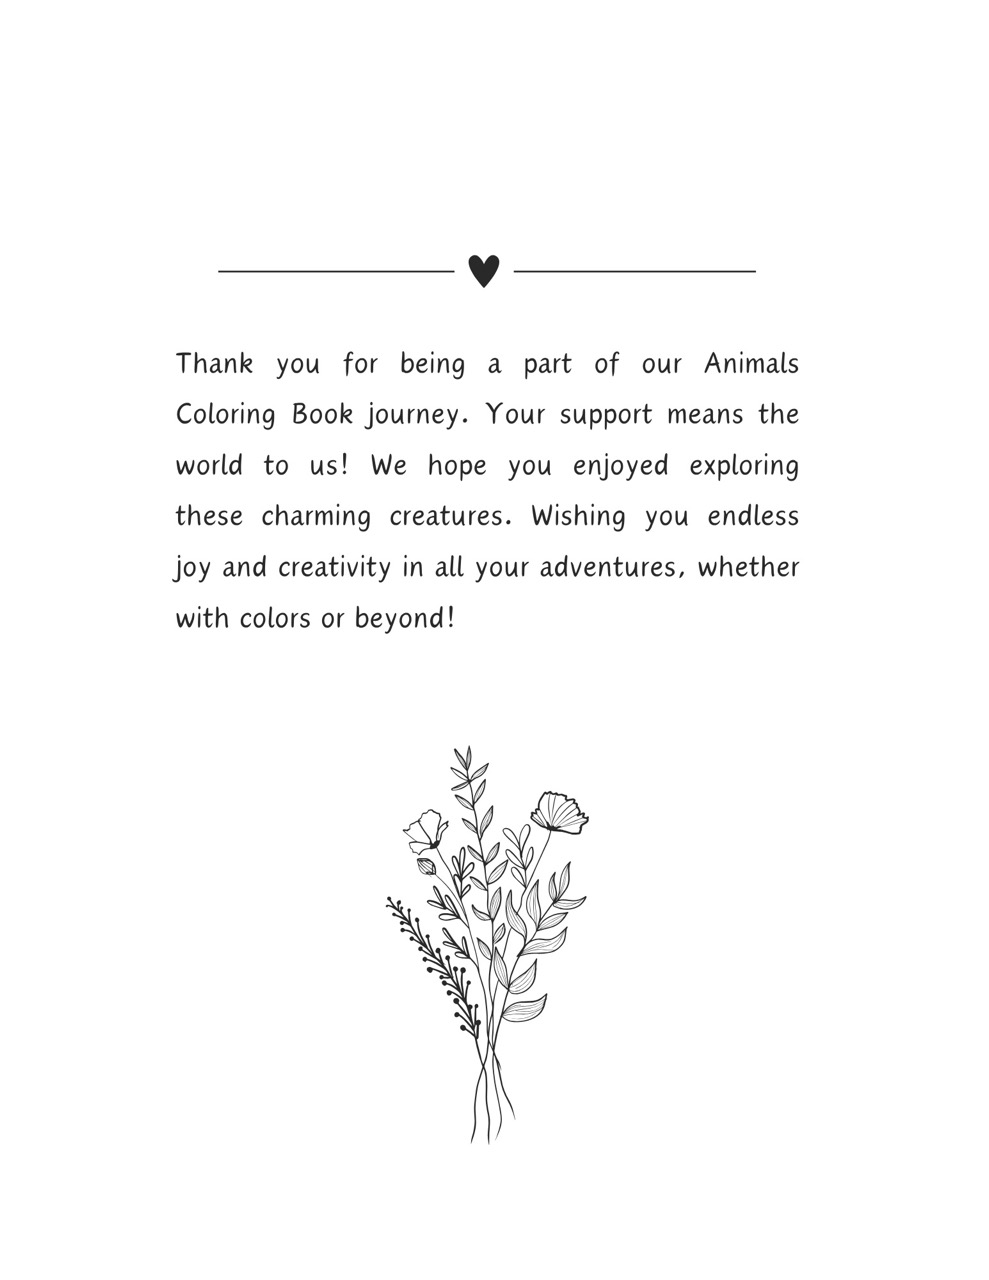 Thank you for being a part of our Animals
Coloring Book journey. Your support means the
world to us! We hope you enjoyed exploring
these charming creatures. Wishing you endless
joy and creativity in all your adventures, whether
with colors or beyond!